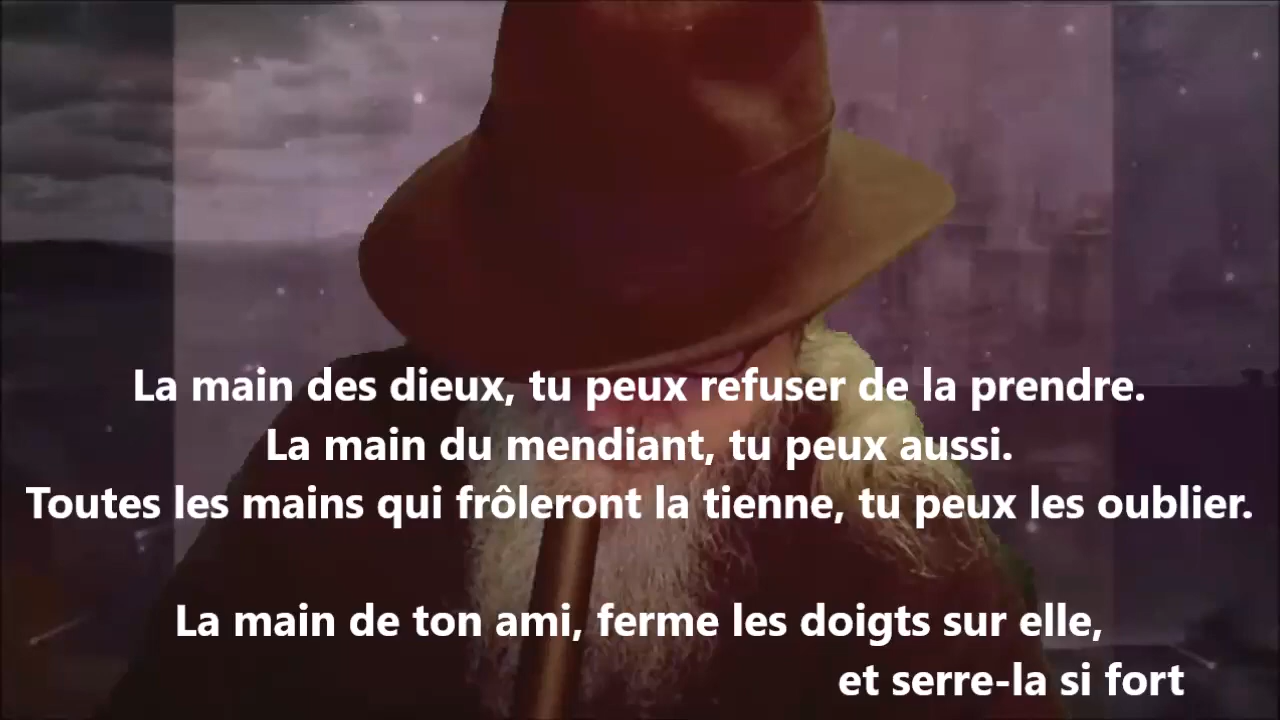 La main des dieux, tu peux refuser de la prendre.
La main du mendiant, tu peux aussi.
Toutes les mains qui frôleront la tienne, tu peux les oublier.
La main de ton ami, ferme les doigts sur elle,
et serre-la si fort